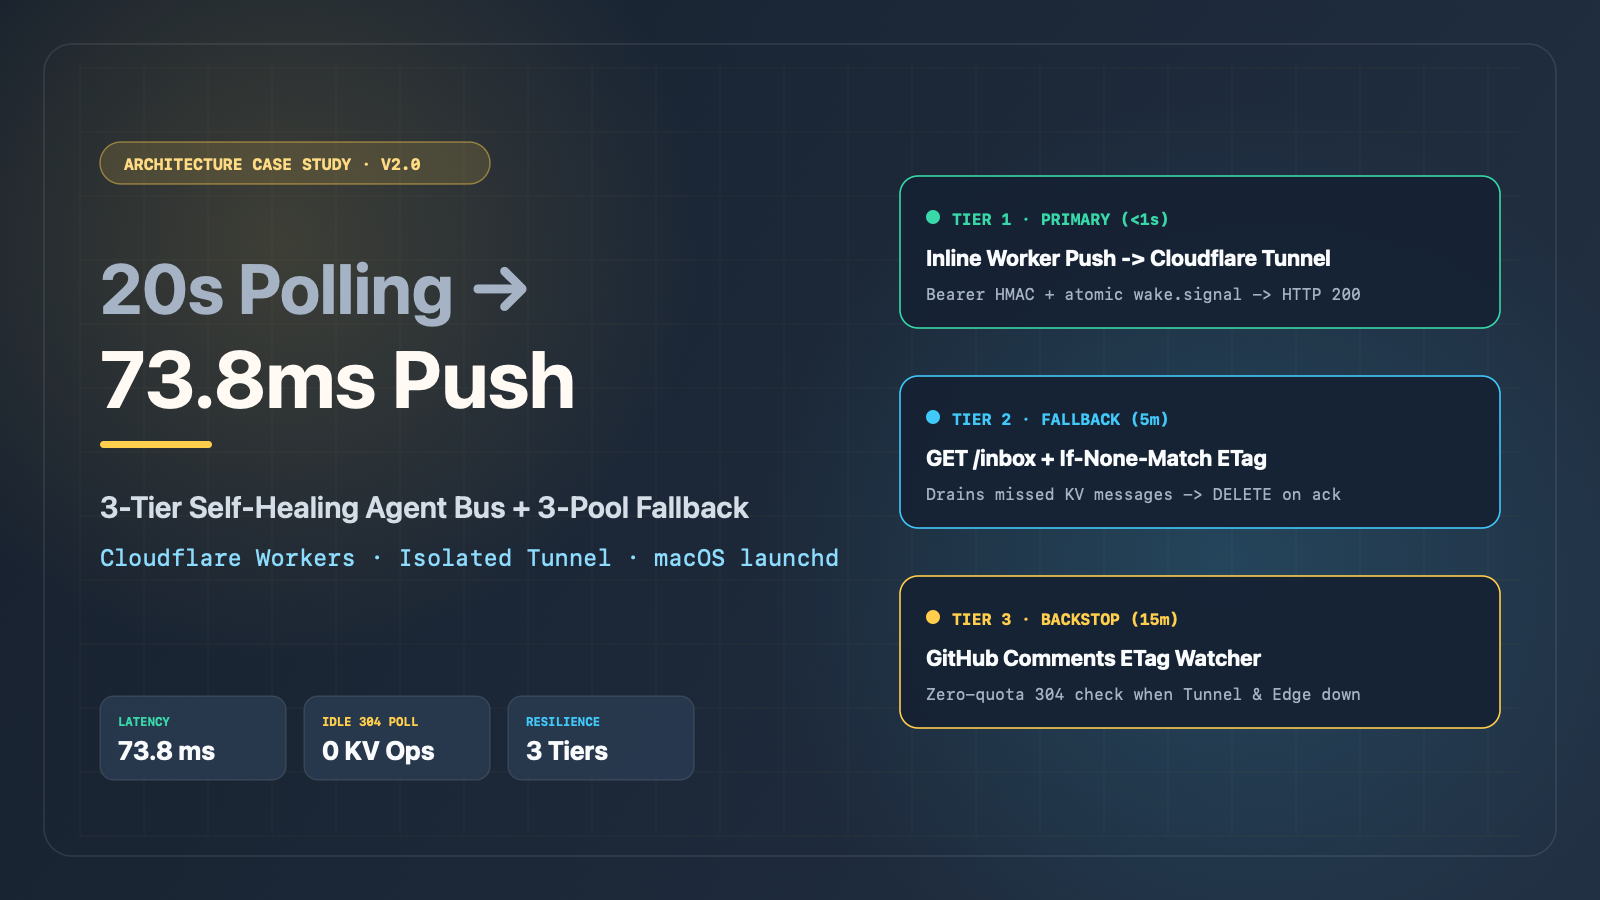 ARCHITECTURE CASE STUDY · V2.0
20s Polling →
73.8ms Push
3-Tier Self-Healing Agent Bus + 3-Pool Fallback
Cloudflare Workers · Isolated Tunnel · macOS launchd
LATENCY
73.8 ms
IDLE 304 POLL
0 KV Ops
RESILIENCE
3 Tiers
TIER 1 · PRIMARY (<1s)
Inline Worker Push -> Cloudflare Tunnel
Bearer HMAC + atomic wake.signal —> HTTP 200
TIER 2 · FALLBACK (5m)
GET /inbox + If-None-Match ETag
Drains missed KV messages —> DELETE on ack
TIER 3 · BACKSTOP (15m)
GitHub Comments ETag Watcher
Zero-quota 304 check when Tunnel & Edge down